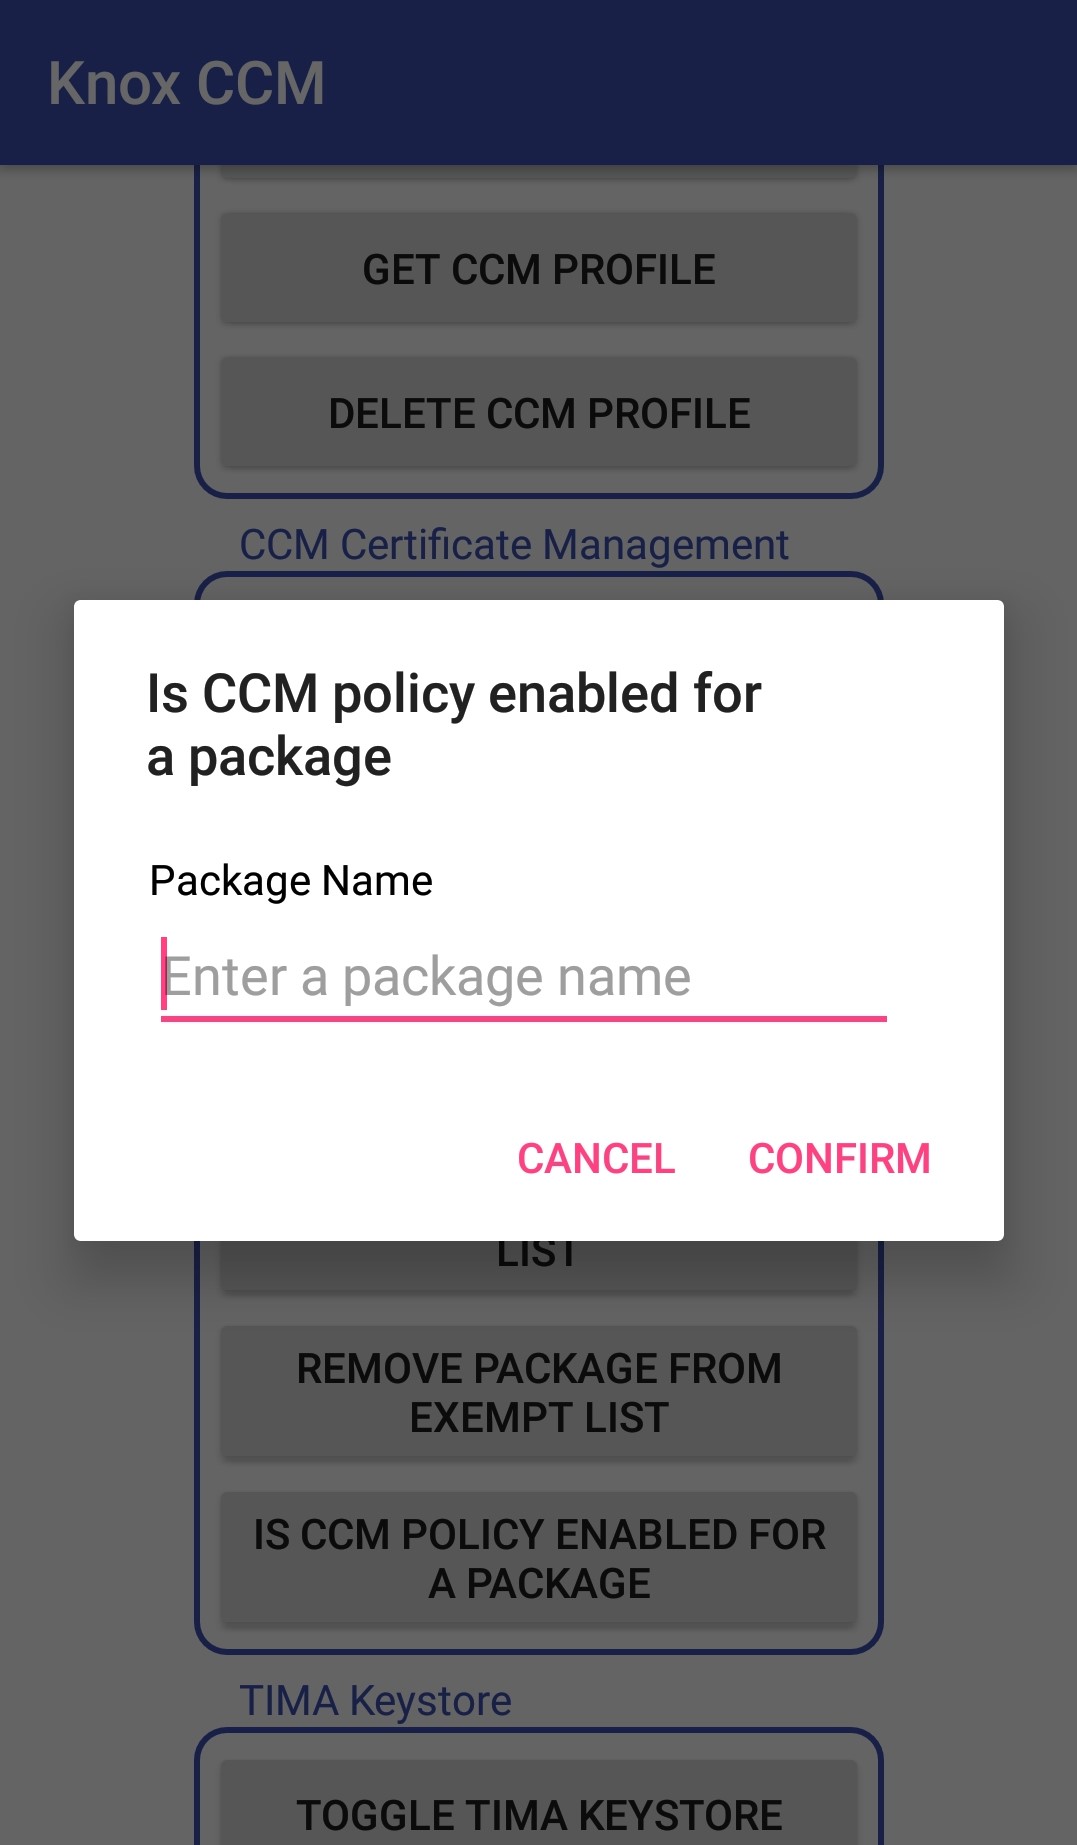 Knox CCM
GET CCM PROFILE
DELETE CCM PROFILE
CCM Certificate Management
Is CCM policy enabled for
a package
Package Name
Enter a package name
CANCEL CONFIRM
LIST
REMOVE PACKAGE FROM
EXEMPT LIST
IS CCM POLICY ENABLED FOR
A PACKAGE
TIMA Keystore
TOGGLE TIMA KEYSTORE